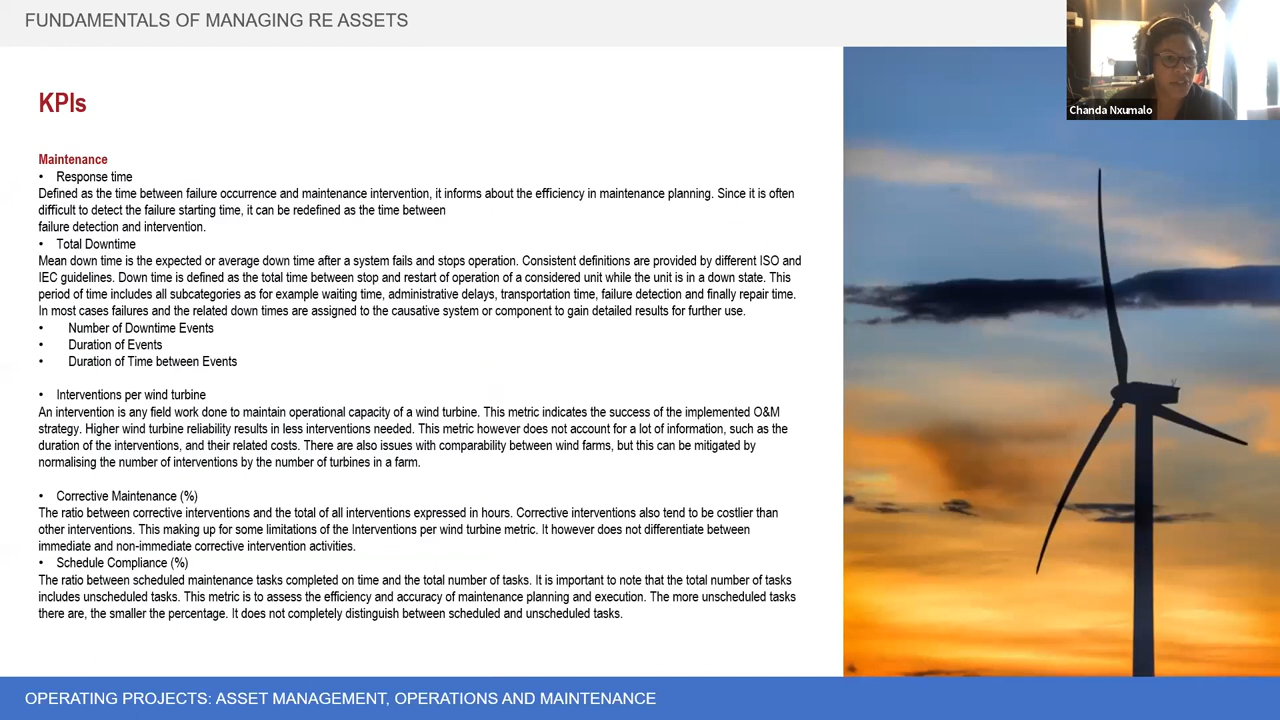 FUNDAMENTALS OF MANAGING RE ASSETS
Chanda Nxumalo
KPIs
Maintenance
• Response time
Defined as the time between failure occurrence and maintenance intervention, it informs about the efficiency in maintenance planning. Since it is often
difficult to detect the failure starting time, it can be redefined as the time between
failure detection and intervention.
• Total Downtime
Mean down time is the expected or average down time after a system fails and stops operation. Consistent definitions are provided by different ISO and
IEC guidelines. Down time is defined as the total time between stop and restart of operation of a considered unit while the unit is in a down state. This
period of time includes all subcategories as for example waiting time, administrative delays, transportation time, failure detection and finally repair time.
In most cases failures and the related down times are assigned to the causative system or component to gain detailed results for further use.
• Number of Downtime Events
• Duration of Events
• Duration of Time between Events
• Interventions per wind turbine
An intervention is any field work done to maintain operational capacity of a wind turbine. This metric indicates the success of the implemented O&M
strategy. Higher wind turbine reliability results in less interventions needed. This metric however does not account for a lot of information, such as the
duration of the interventions, and their related costs. There are also issues with comparability between wind farms, but this can be mitigated by
normalising the number of interventions by the number of turbines in a farm.
• Corrective Maintenance (%)
The ratio between corrective interventions and the total of all interventions expressed in hours. Corrective interventions also tend to be costlier than
other interventions. This making up for some limitations of the Interventions per wind turbine metric. It however does not differentiate between
immediate and non-immediate corrective intervention activities.
• Schedule Compliance (%)
The ratio between scheduled maintenance tasks completed on time and the total number of tasks. It is important to note that the total number of tasks
includes unscheduled tasks. This metric is to assess the efficiency and accuracy of maintenance planning and execution. The more unscheduled tasks
there are, the smaller the percentage. It does not completely distinguish between scheduled and unscheduled tasks.
OPERATING PROJECTS: ASSET MANAGEMENT, OPERATIONS AND MAINTENANCE